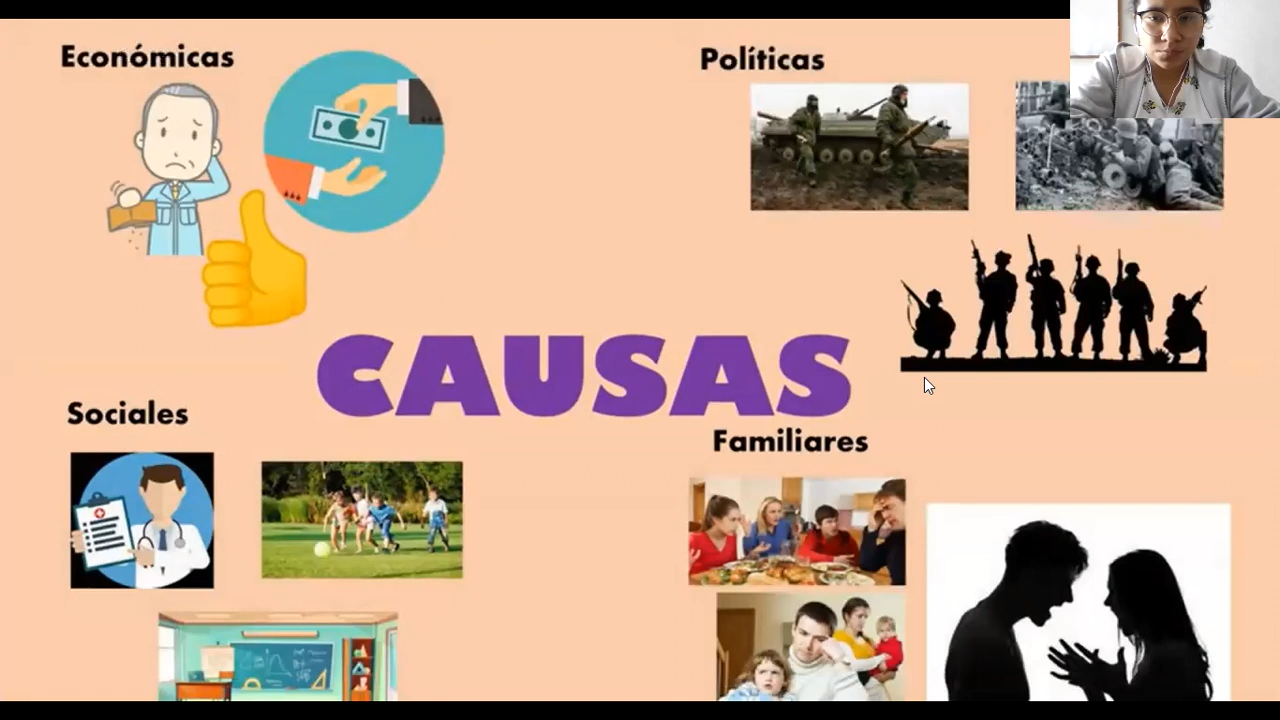 Económicas
Políticas
CAUSAS
Sociales
Familiares